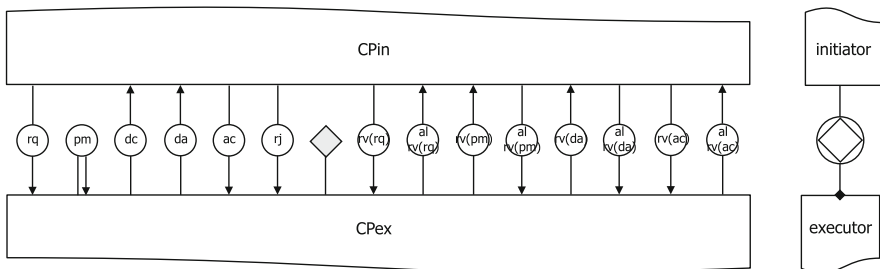 CPin
initiator
rq
pm
dc
da
ac
rj
rv(rq)
al
rv(rq)
rv(pm)
al
rv(pm)
rv(da)
al
rv(da)
rv(ac)
al
rv(ac)
CPex
executor